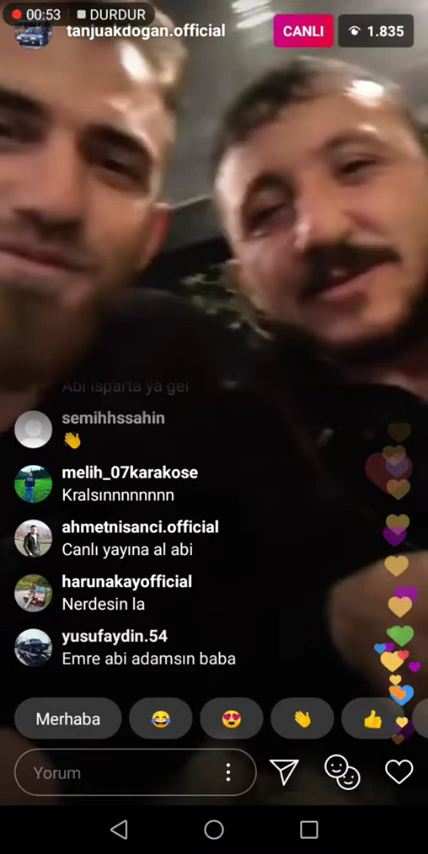 00:53 DURDUR
tanjuakdogan.official
CANLI
1.835
Abi isparta ya gel
semihhssahin
👋
melih_07karakose
Kralsınnnnnnnn
ahmetnisanci.official
Canlı yayına al abi
harunakayofficial
Nerdesin la
yusufaydin.54
Emre abi adamsın baba
Merhaba 😂 😍 👋 👍
Yorum